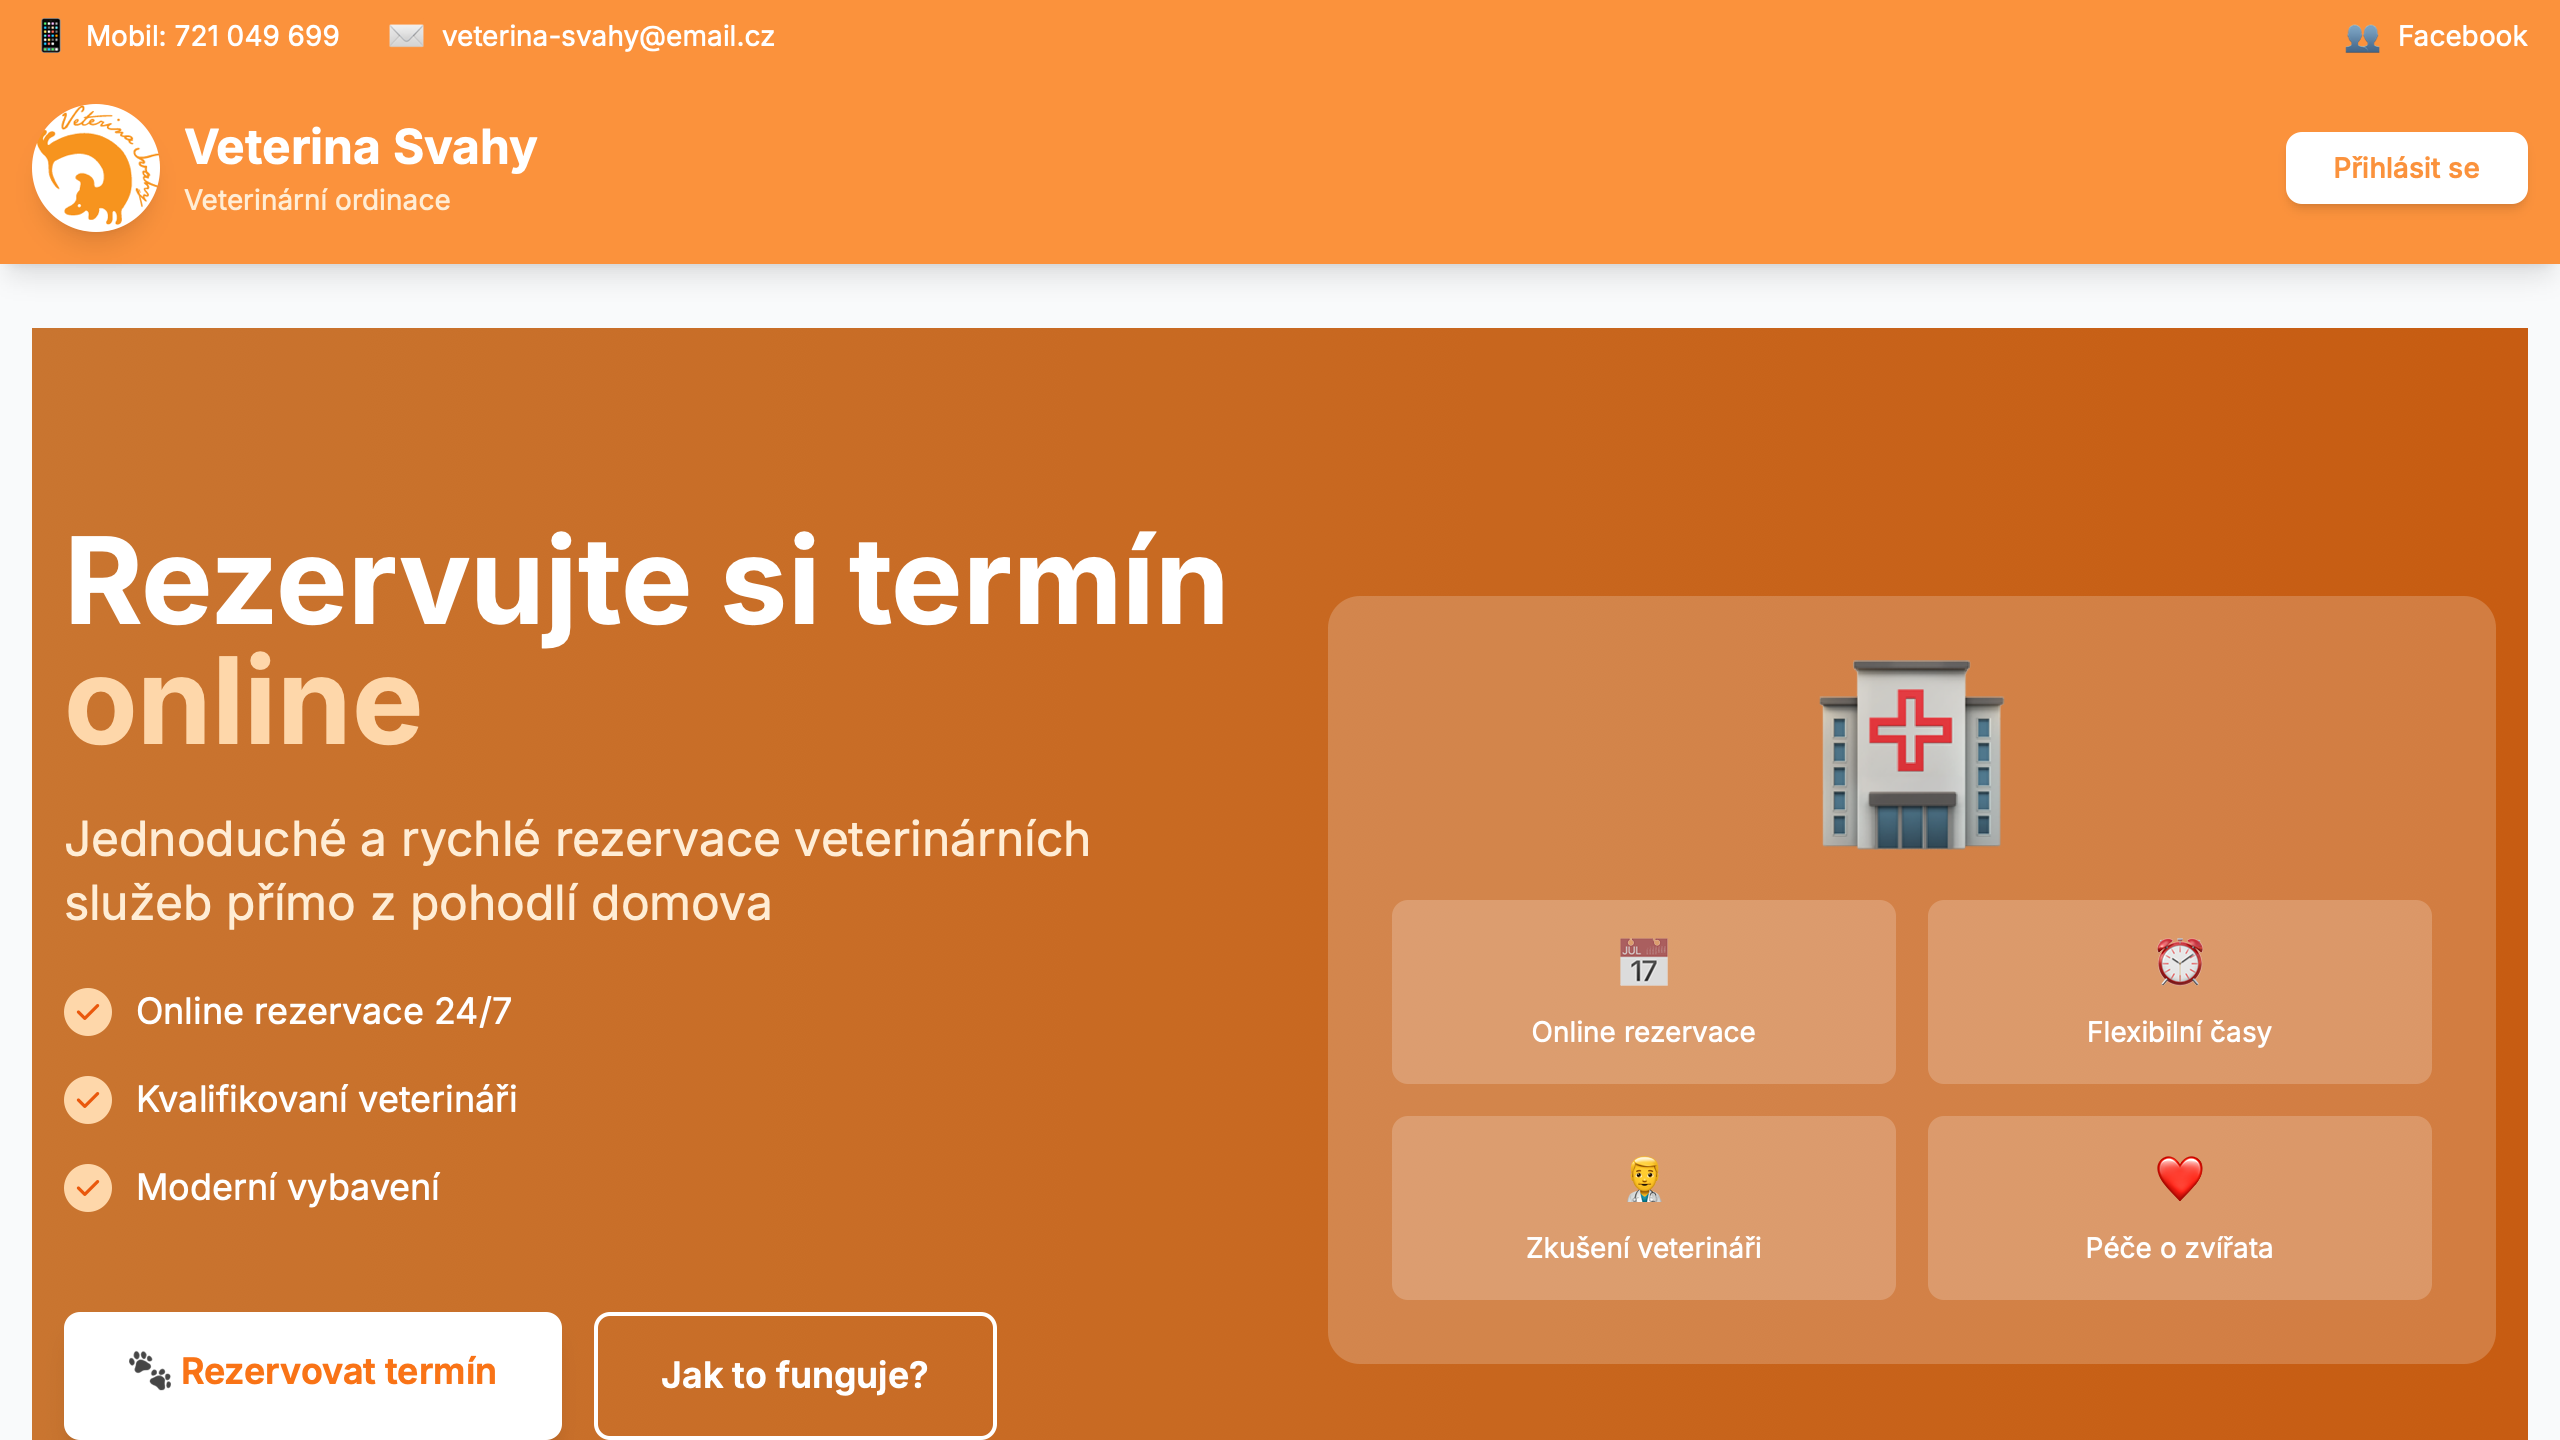 Mobil: 721 049 699
veterina-svahy@email.cz
Facebook
Veterina Svahy
Veterina Svahy
Veterinární ordinace
Přihlásit se
Rezervujte si termín
online
Jednoduché a rychlé rezervace veterinárních
služeb přímo z pohodlí domova
Online rezervace 24/7
Kvalifikovaní veterináři
Moderní vybavení
Rezervovat termín
Jak to funguje?
JUL
17
Online rezervace
Flexibilní časy
Zkušení veterináři
Péče o zvířata